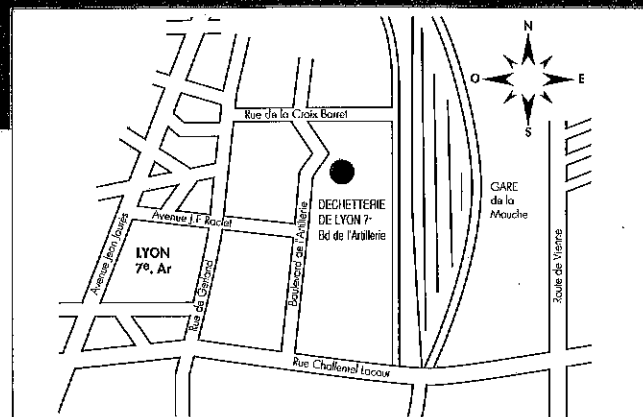 N
O
E
S
Rue de la Croix Barret
DECHETTERIE
DE LYON 7e
Bd de l'Artillerie
GARE
de la
Mouche
Avenue J.F. Raclet
LYON
7e, Ar
Avenue Jean Jaurés
Rue de Gerland
Boulevard de l'Artillerie
Route de Vienne
Rue Challemel Lacour